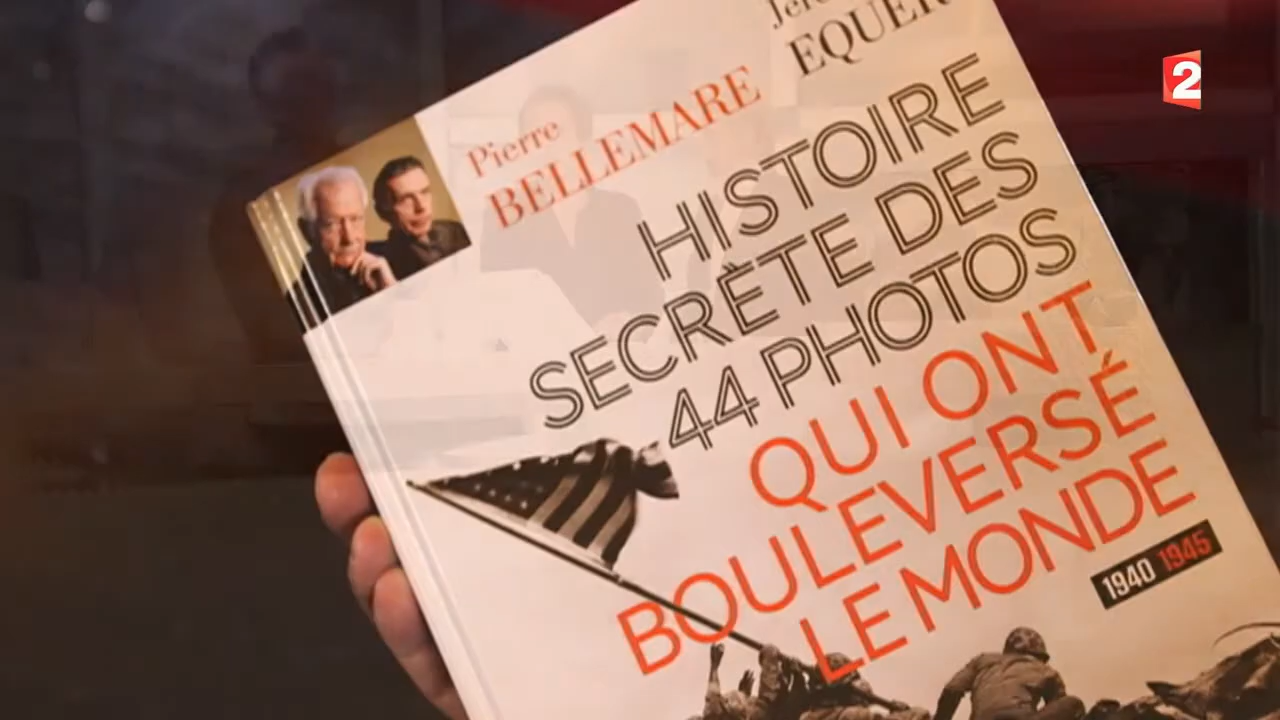 Pierre
BELLEMARE
EQUER
HISTOIRE
SECRÈTE DES
44 PHOTOS
QUI ONT
BOULEVERSÉ
LE MONDE
1940 1945
2